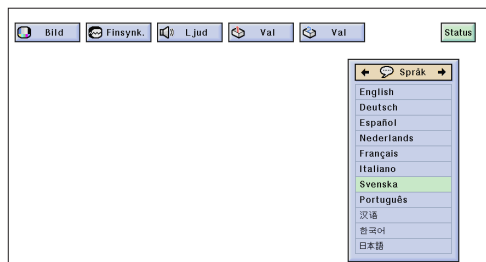 Bild Finsynk. Ljud Val Val Status
Språk
English
Deutsch
Español
Nederlands
Français
Italiano
Svenska
Português
汉语
한국어
日本語